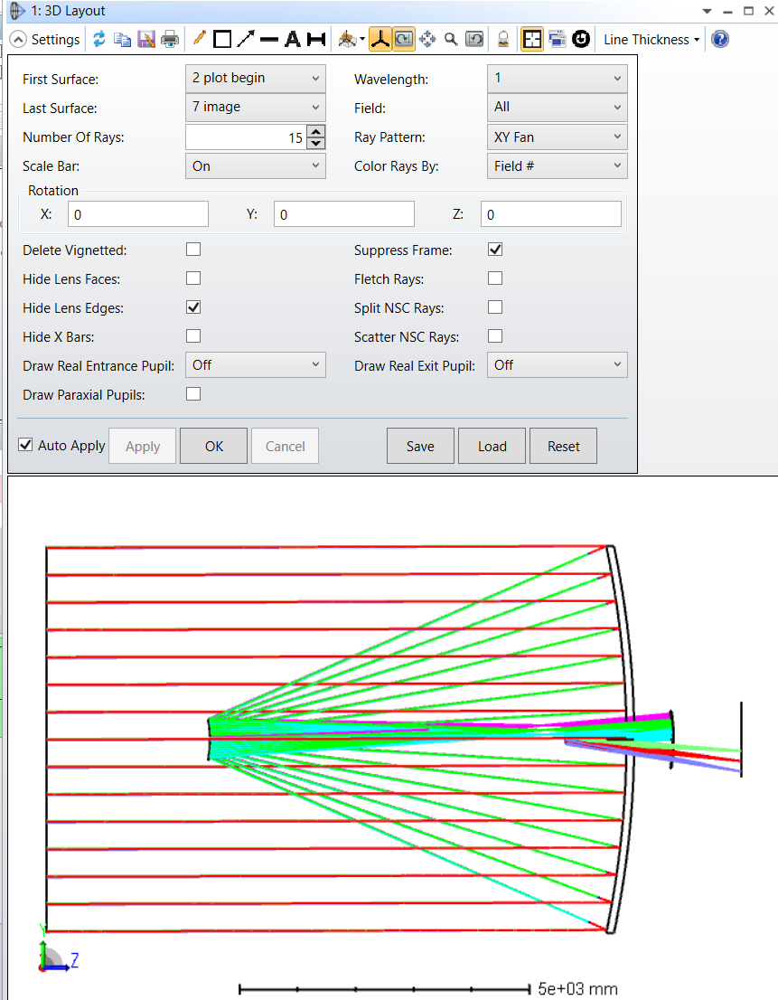 1: 3D Layout
Settings A Line Thickness ?
First Surface: 2 plot begin Wavelength: 1
Last Surface: 7 image Field: All
Number Of Rays: 15 Ray Pattern: XY Fan
Scale Bar: On Color Rays By: Field #
Rotation
X: 0 Y: 0 Z: 0
Delete Vignetted: Suppress Frame:
Hide Lens Faces: Fletch Rays:
Hide Lens Edges: Split NSC Rays:
Hide X Bars: Scatter NSC Rays:
Draw Real Entrance Pupil: Off Draw Real Exit Pupil: Off
Draw Paraxial Pupils:
Auto Apply Apply OK Cancel Save Load Reset
Y
Z
5e+03 mm